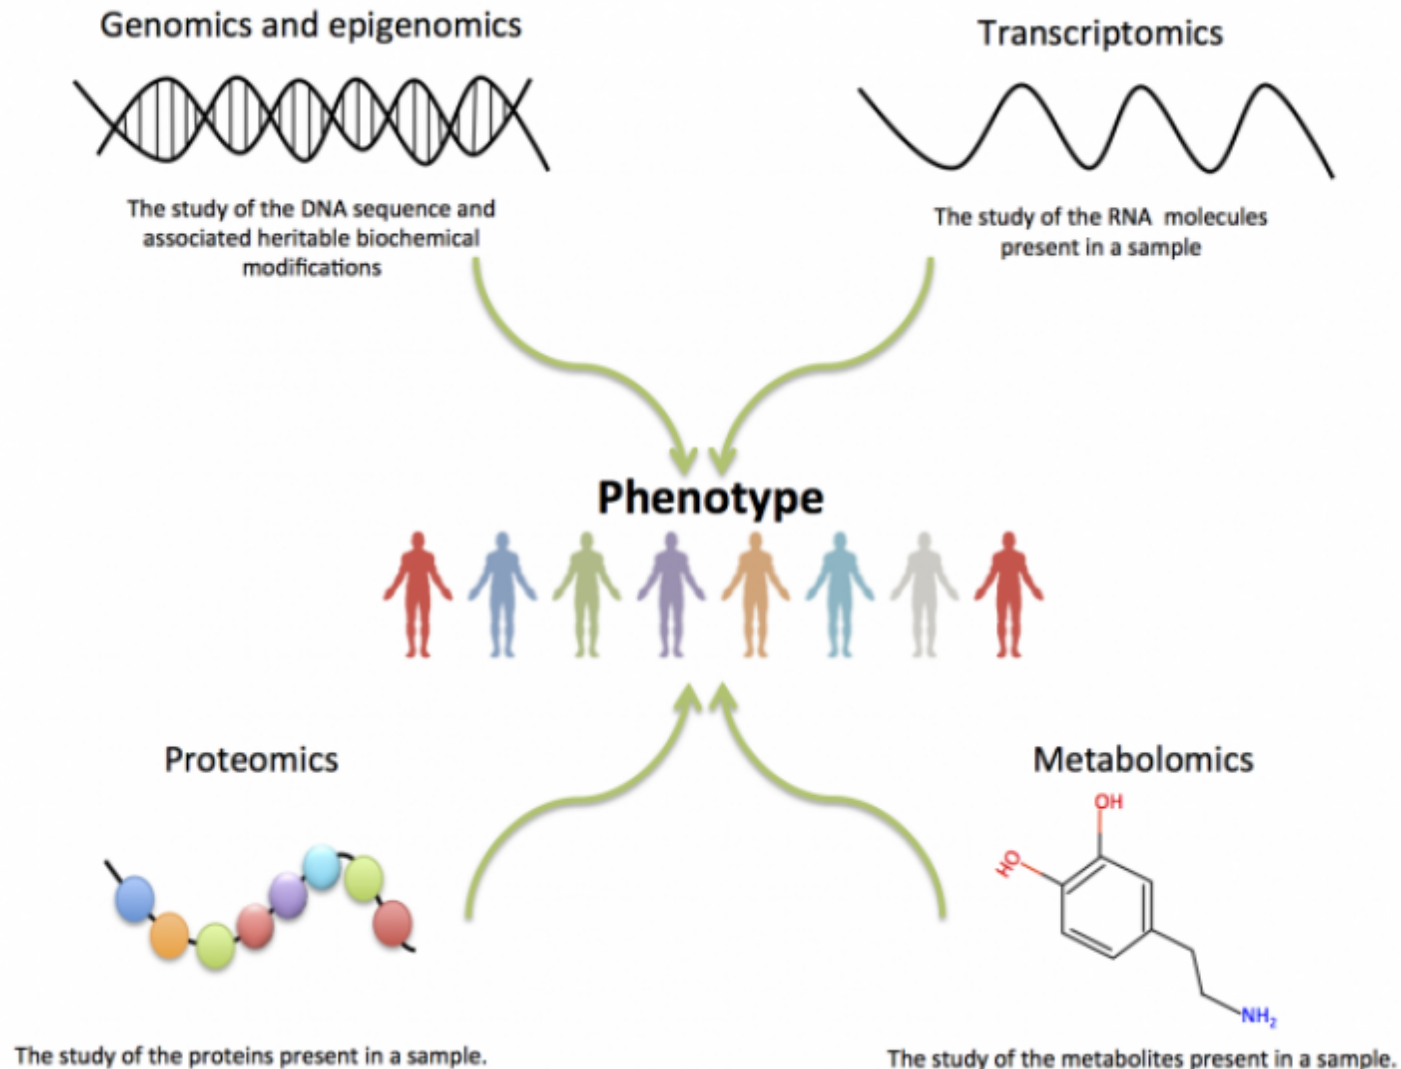 Genomics and epigenomics
The study of the DNA sequence and
associated heritable biochemical
modifications
Transcriptomics
The study of the RNA molecules
present in a sample
Phenotype
Proteomics
The study of the proteins present in a sample.
Metabolomics
OH
HO
NH₂
The study of the metabolites present in a sample.